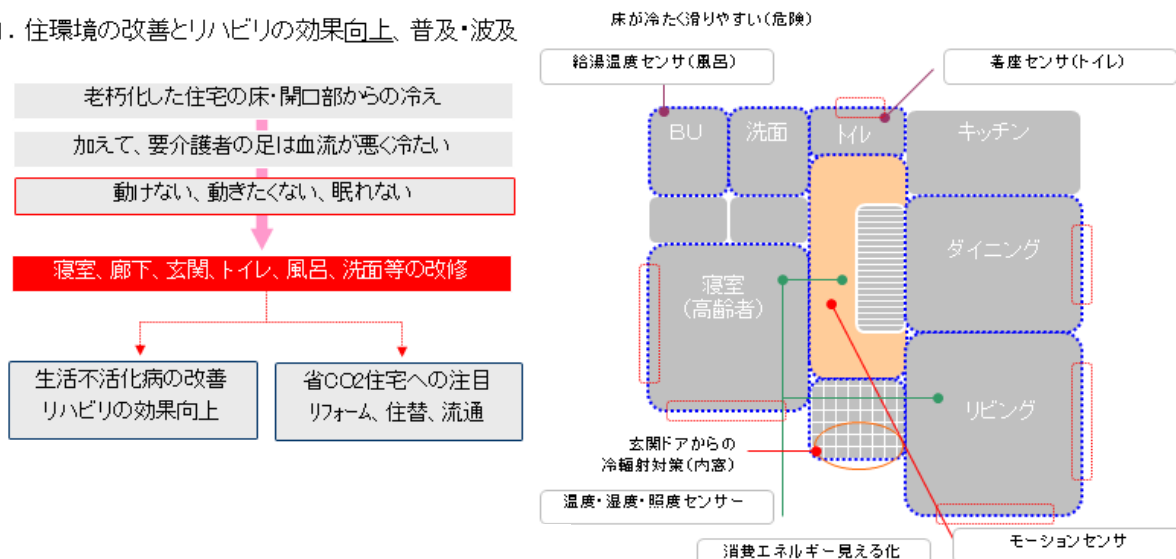 ．住環境の改善とリハビリの効果向上、普及・波及
老朽化した住宅の床・開口部からの冷え
加えて、要介護者の足は血流が悪く冷たい
動けない、動きたくない、眠れない
寝室、廊下、玄関、トイレ、風呂、洗面等の改修
生活不活化病の改善
リハビリの効果向上
省CO2住宅への注目
リフォーム、住替、流通
床が冷たく滑りやすい(危険)
給湯温度センサ(風呂)
着座センサ(トイレ)
BU
洗面
トイレ
キッチン
ダイニング
寝室
(高齢者)
リビング
玄関ドアからの
冷輻射対策(内窓)
温度・湿度・照度センサー
消費エネルギー見える化
モーションセンサ